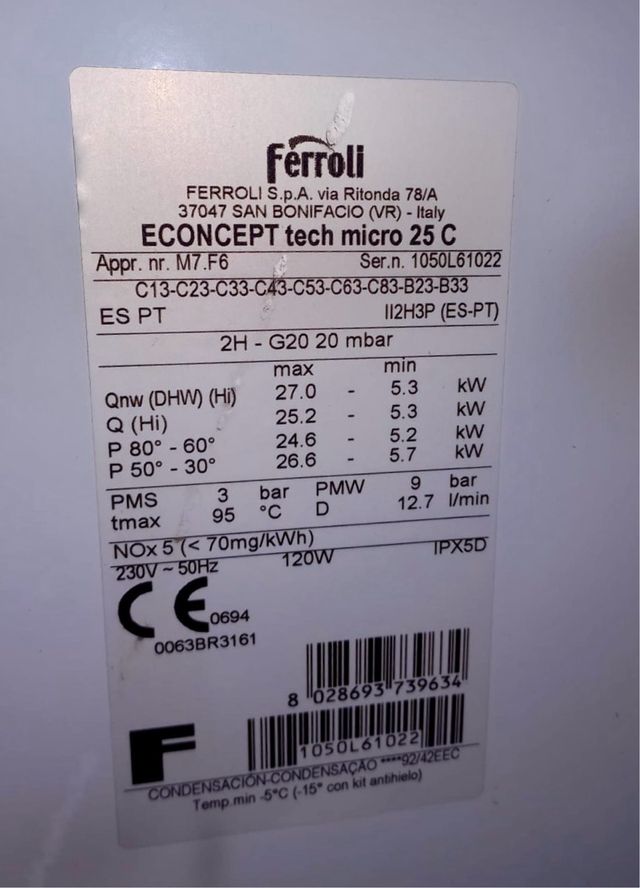 Ferroli
FERROLI S.p.A. via Ritonda 78/A
37047 SAN BONIFACIO (VR) - Italy
ECONCEPT tech micro 25 C
Appr. nr. M7.F6 Ser.n. 1050L61022
C13-C23-C33-C43-C53-C63-C83-B23-B33
ES PT II2H3P (ES-PT)
2H - G20 20 mbar
max min
Qnw (DHW) (Hi) 27.0 - 5.3 kW
Q (Hi) 25.2 - 5.3 kW
P 80° - 60° 24.6 - 5.2 kW
P 50° - 30° 26.6 - 5.7 kW
PMS 3 bar PMW 9 bar
tmax 95 °C D 12.7 l/min
NOx 5 (< 70mg/kWh)
230V ~ 50Hz 120W IPX5D
CE 0694
0063BR3161
8 028693 739634
F 1050L61022
CONDENSACIÓN-CONDENSAÇÃO ****92/42EEC
Temp.min -5°C (-15° con kit antihielo)